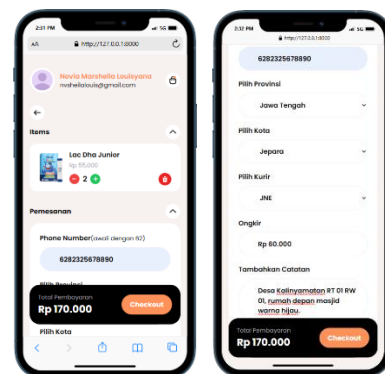 2:31 PM
5G
AA
http://127.0.0.1:8000
Novia Marshella Louisyana
nvshellalouis@gmail.com
Items
Lac Dha Junior
Rp 55,000
2
Pemesanan
Phone Number(awali dengan 62)
6282325678890
Pilih Provinsi
Total Pembayaran
Rp 170.000
Checkout
Pilih Kota
2:32 PM
5G
http://127.0.0.1:8000
6282325678890
Pilih Provinsi
Jawa Tengah
Pilih Kota
Jepara
Pilih Kurir
JNE
Ongkir
Rp 60.000
Tambahkan Catatan
Desa Kalinyamatan RT 01 RW
01, rumah depan masjid
warna hijau.
Total Pembayaran
Rp 170.000
Checkout